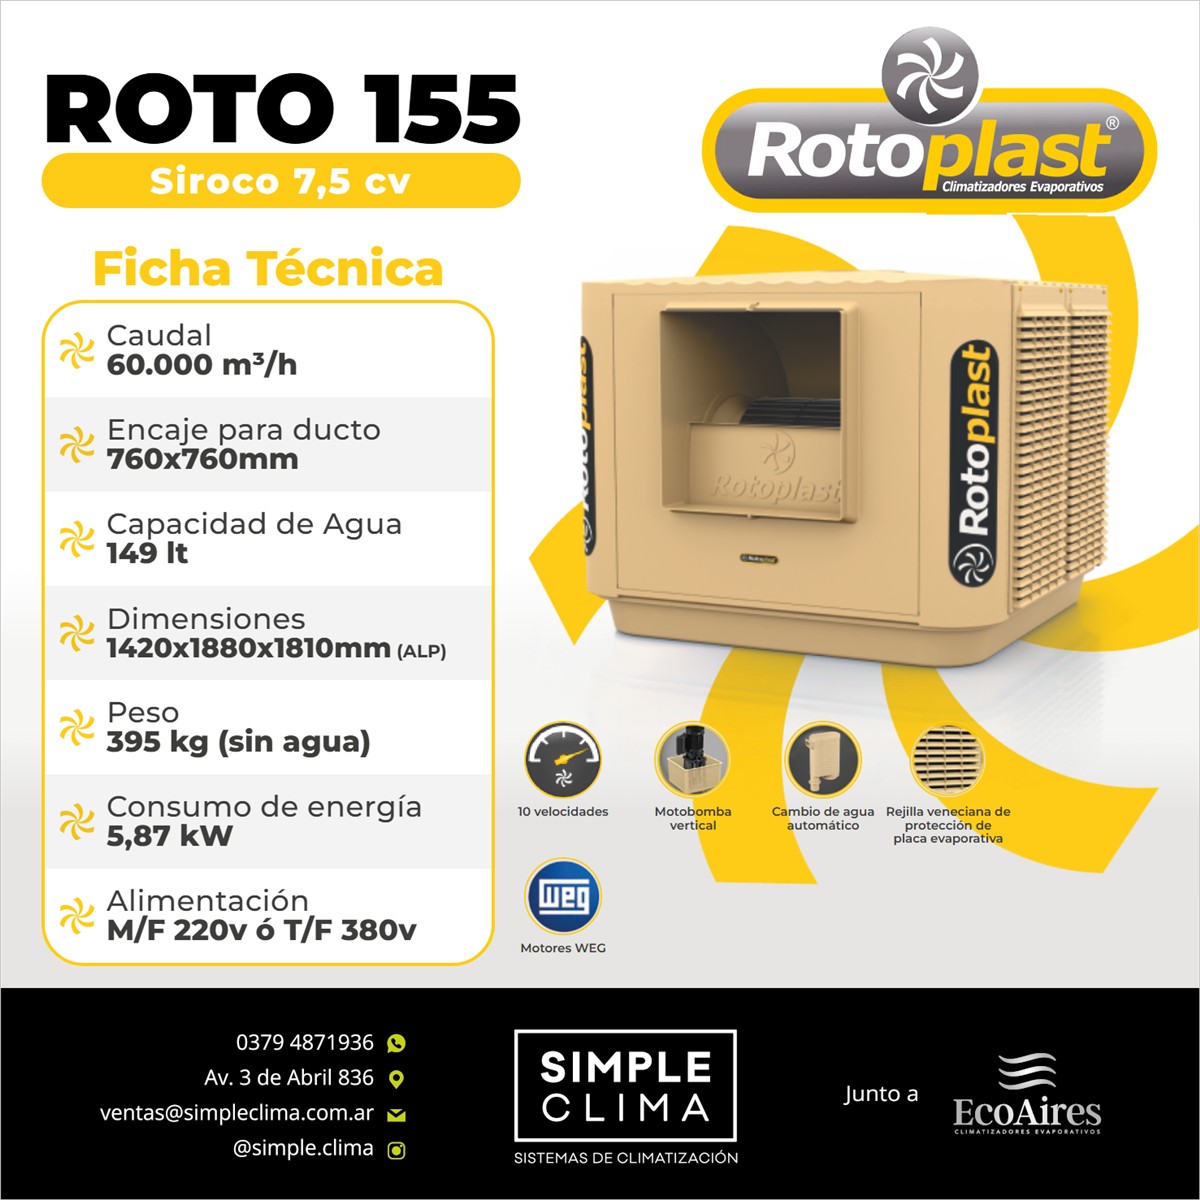 ROTO 155
Siroco 7,5 cv
Rotoplast®
Climatizadores Evaporativos
Ficha Técnica
Caudal
60.000 m³/h
Encaje para ducto
760x760mm
Capacidad de Agua
149 lt
Dimensiones
1420x1880x1810mm (ALP)
Peso
395 kg (sin agua)
Consumo de energía
5,87 kW
Alimentación
M/F 220v ó T/F 380v
Rotoplast
Rotoplast
Rotoplast
Rotoplast
10 velocidades
Motobomba
vertical
Cambio de agua
automático
Rejilla veneciana de
protección de
placa evaporativa
WEG
Motores WEG
0379 4871936
Av. 3 de Abril 836
ventas@simpleclima.com.ar
@simple.clima
SIMPLE
CLIMA
SISTEMAS DE CLIMATIZACIÓN
Junto a
EcoAires
CLIMATIZADORES EVAPORATIVOS